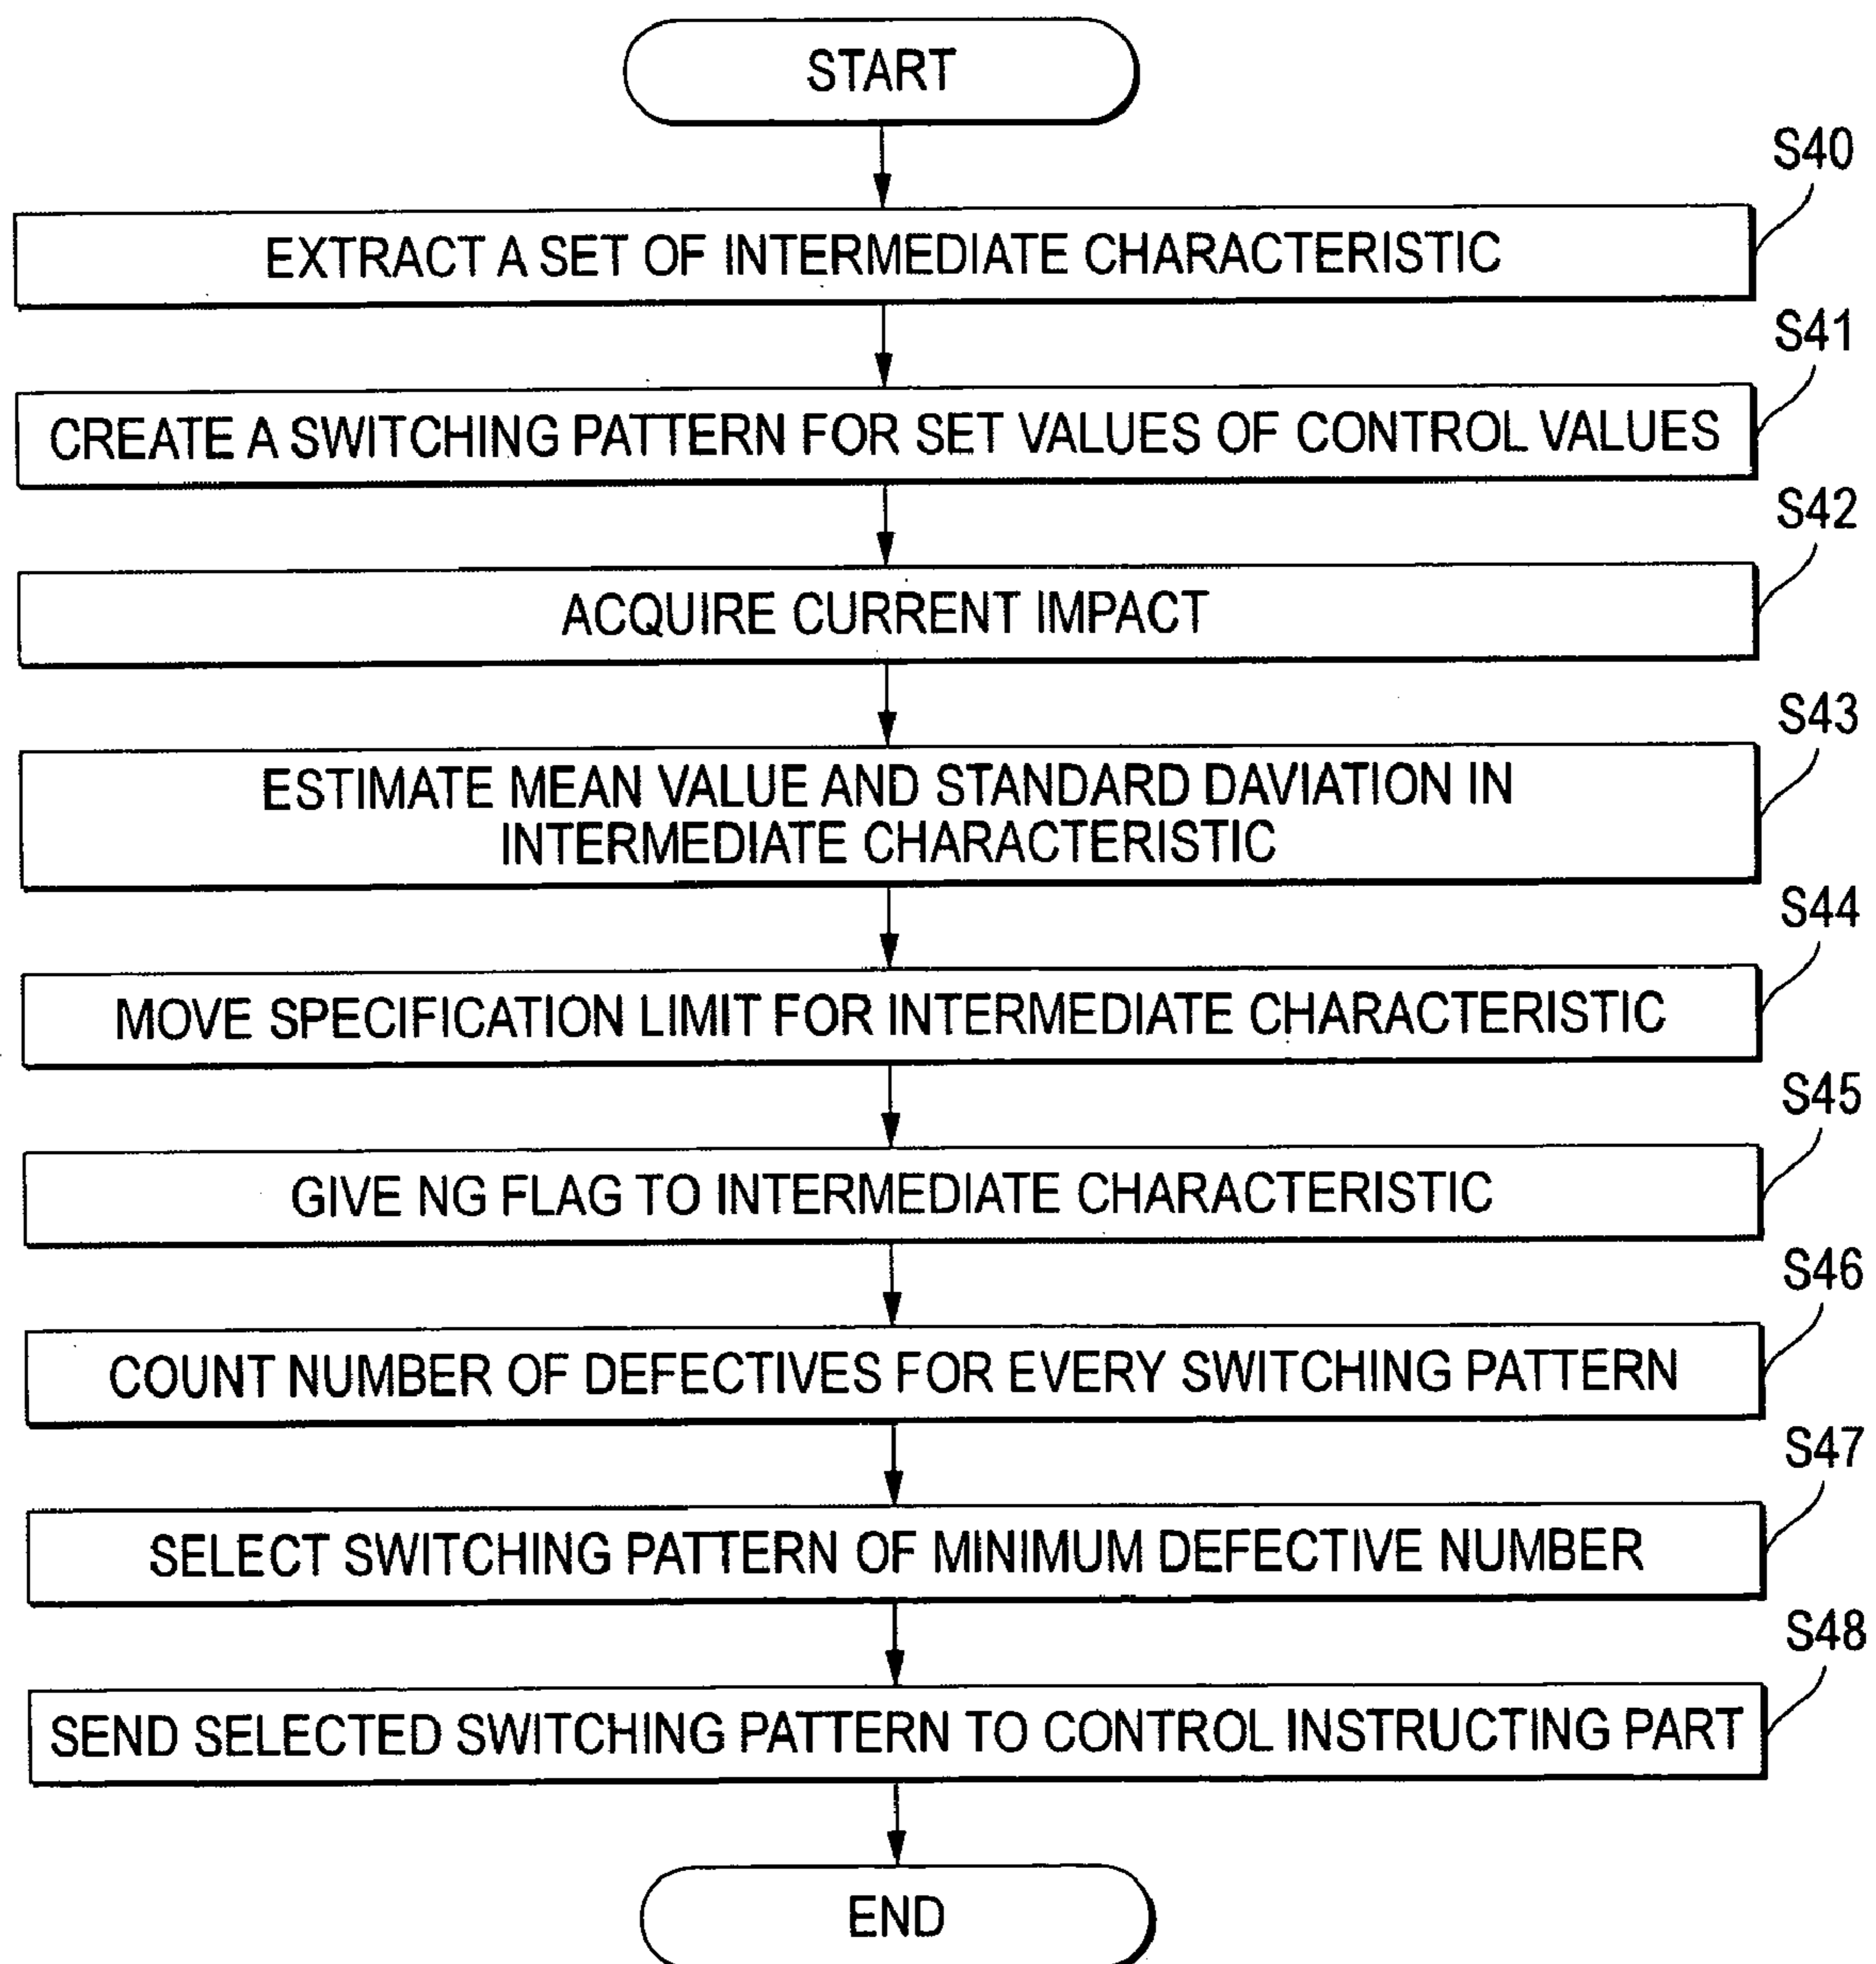 START
S40
EXTRACT A SET OF INTERMEDIATE CHARACTERISTIC
S41
CREATE A SWITCHING PATTERN FOR SET VALUES OF CONTROL VALUES
S42
ACQUIRE CURRENT IMPACT
S43
ESTIMATE MEAN VALUE AND STANDARD DAVIATION IN
INTERMEDIATE CHARACTERISTIC
S44
MOVE SPECIFICATION LIMIT FOR INTERMEDIATE CHARACTERISTIC
S45
GIVE NG FLAG TO INTERMEDIATE CHARACTERISTIC
S46
COUNT NUMBER OF DEFECTIVES FOR EVERY SWITCHING PATTERN
S47
SELECT SWITCHING PATTERN OF MINIMUM DEFECTIVE NUMBER
S48
SEND SELECTED SWITCHING PATTERN TO CONTROL INSTRUCTING PART
END